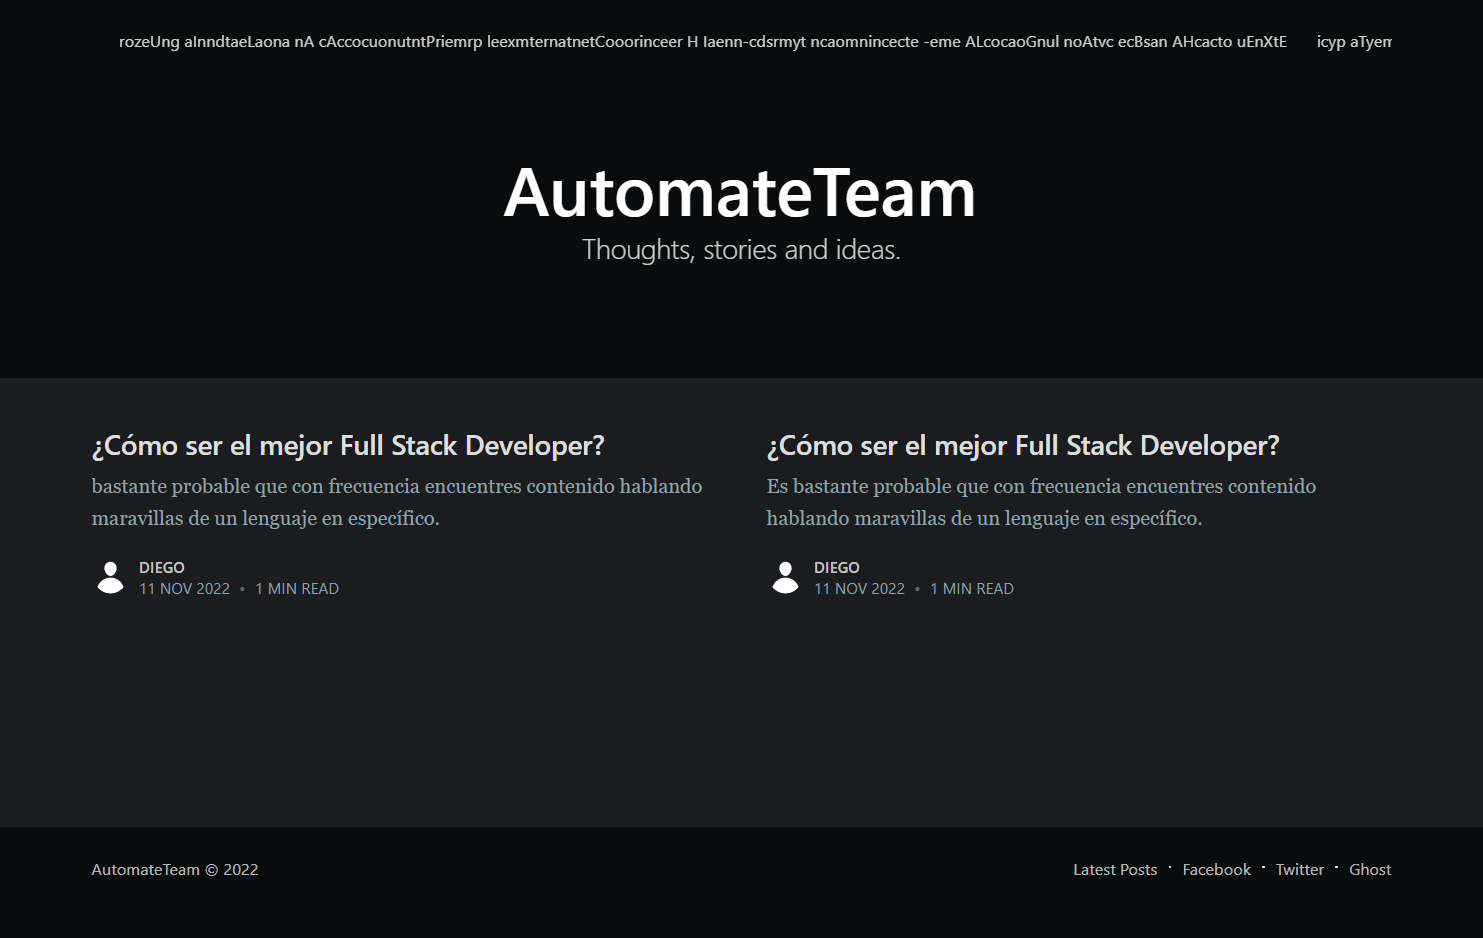 rozeUng aInndtaeLaona nA cAccocuonutntPriemrp leexmternatnetCooorinceer H Iaenn-cdsrmyt ncaomnincecte -eme ALcocaoGnul noAtvc ecBsan AHcacto uEnXtE icyp aTyem
AutomateTeam
Thoughts, stories and ideas.
¿Cómo ser el mejor Full Stack Developer?
bastante probable que con frecuencia encuentres contenido hablando
maravillas de un lenguaje en específico.
DIEGO
11 NOV 2022 • 1 MIN READ
¿Cómo ser el mejor Full Stack Developer?
Es bastante probable que con frecuencia encuentres contenido
hablando maravillas de un lenguaje en específico.
DIEGO
11 NOV 2022 • 1 MIN READ
AutomateTeam © 2022
Latest Posts · Facebook · Twitter · Ghost